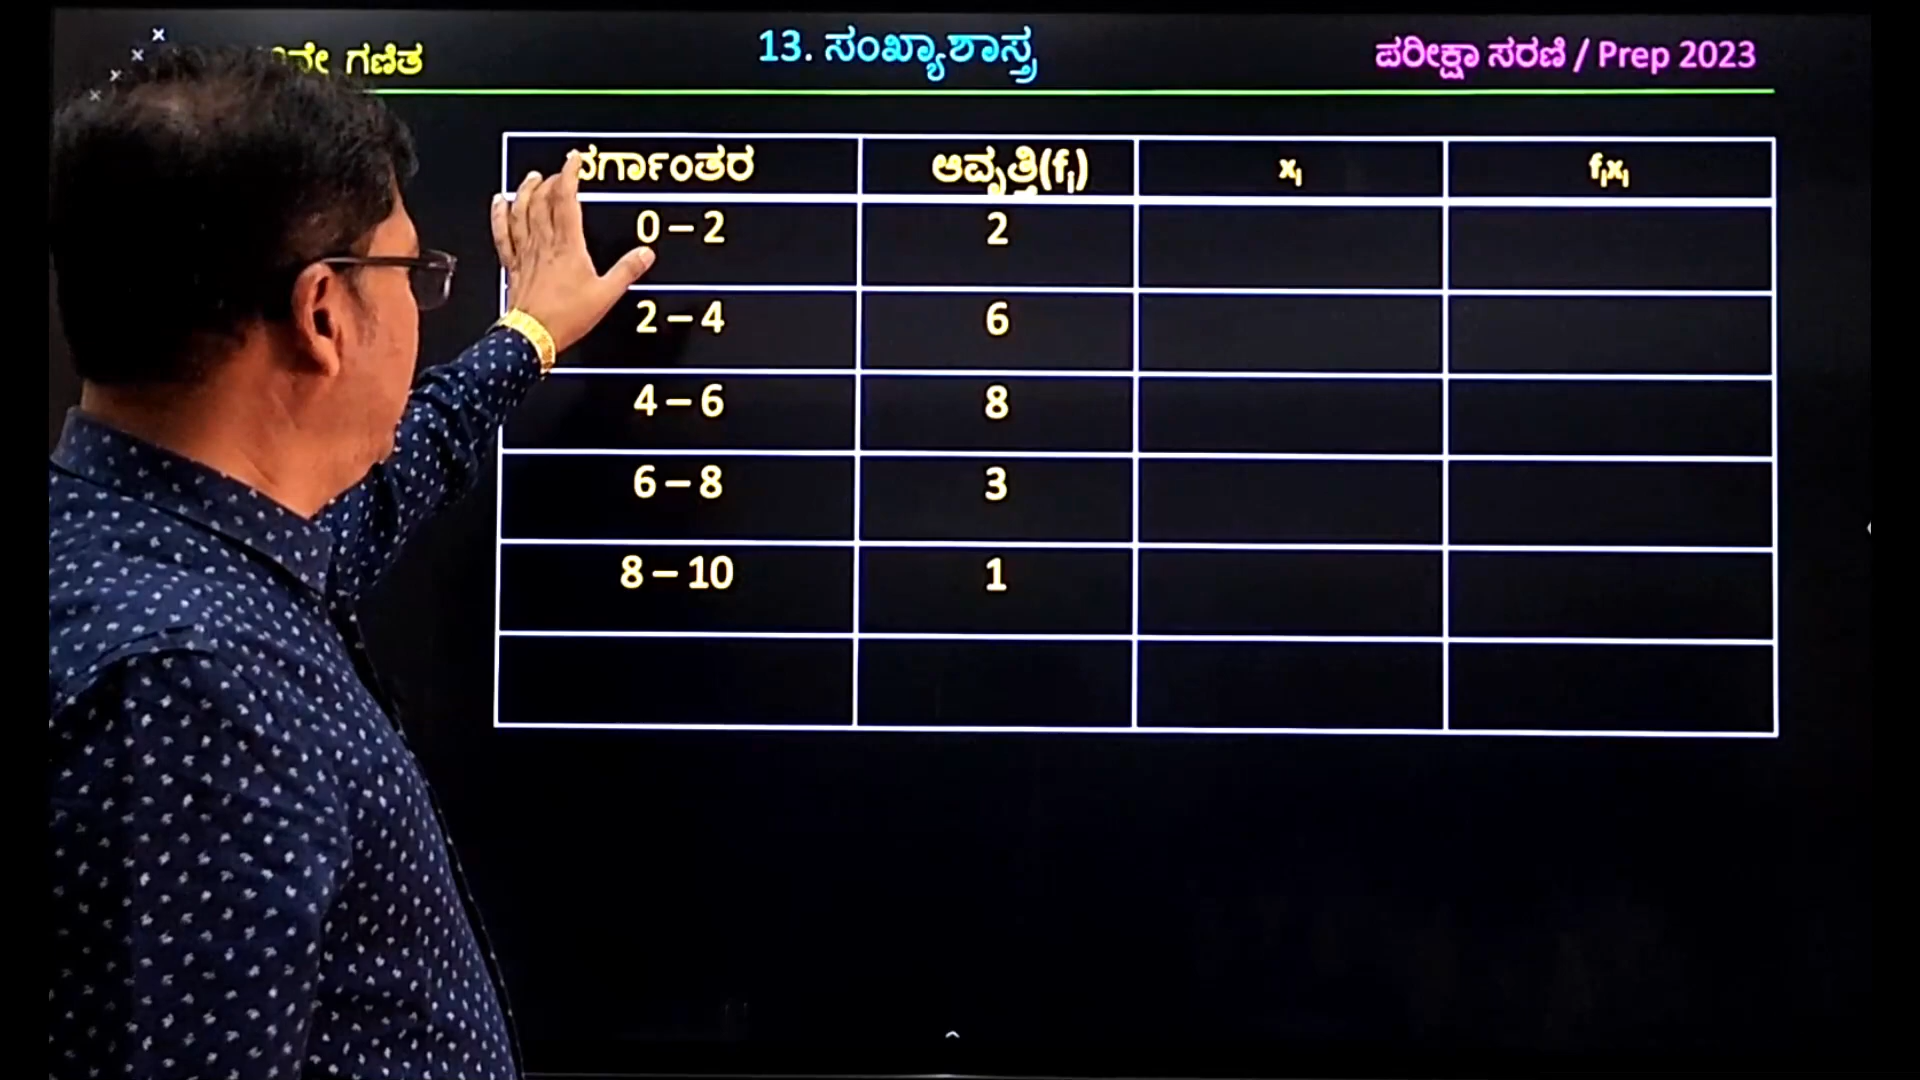 ನೇ ಗಣಿತ 13. ಸಂಖ್ಯಾಶಾಸ್ತ್ರ ಪರೀಕ್ಷಾ ಸರಣಿ / Prep 2023
ವರ್ಗಾಂತರ ಆವೃತ್ತಿ(fᵢ) xᵢ fᵢxᵢ
0 – 2 2
2 – 4 6
4 – 6 8
6 – 8 3
8 – 10 1